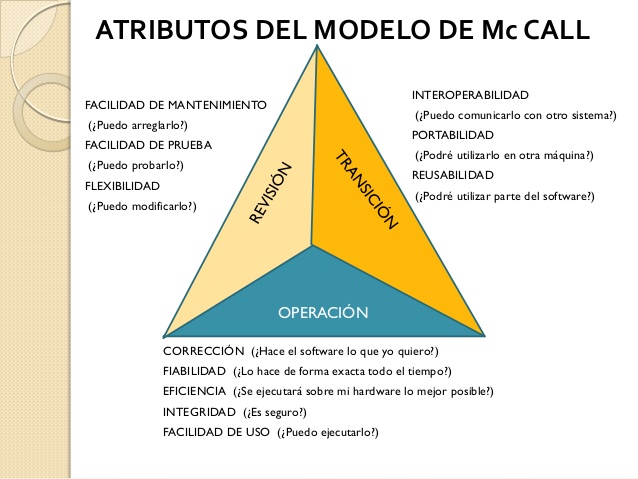 ATRIBUTOS DEL MODELO DE Mc CALL
FACILIDAD DE MANTENIMIENTO
(¿Puedo arreglarlo?)
FACILIDAD DE PRUEBA
(¿Puedo probarlo?)
FLEXIBILIDAD
(¿Puedo modificarlo?)
INTEROPERABILIDAD
(¿Puedo comunicarlo con otro sistema?)
PORTABILIDAD
(¿Podré utilizarlo en otra máquina?)
REUSABILIDAD
(¿Podré utilizar parte del software?)
REVISIÓN
TRANSICIÓN
OPERACIÓN
CORRECCIÓN (¿Hace el software lo que yo quiero?)
FIABILIDAD (¿Lo hace de forma exacta todo el tiempo?)
EFICIENCIA (¿Se ejecutará sobre mi hardware lo mejor posible?)
INTEGRIDAD (¿Es seguro?)
FACILIDAD DE USO (¿Puedo ejecutarlo?)